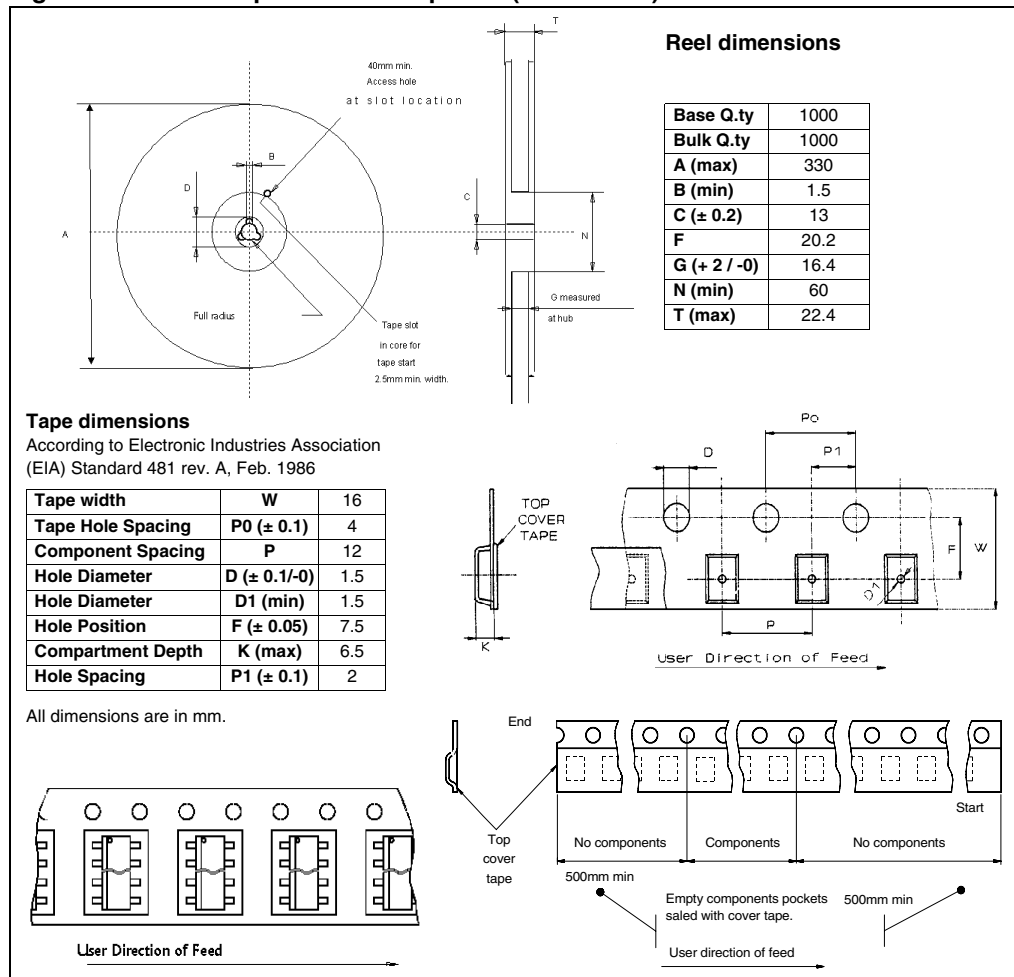 T
Reel dimensions
40mm min.
Access hole
at slot location
B
D
C
A
N
Full radius
Tape slot
in core for
tape start
2.5mm min. width.
G measured
at hub
Base Q.ty 1000
Bulk Q.ty 1000
A (max) 330
B (min) 1.5
C (± 0.2) 13
F 20.2
G (+ 2 / -0) 16.4
N (min) 60
T (max) 22.4
Tape dimensions
According to Electronic Industries Association
(EIA) Standard 481 rev. A, Feb. 1986
Tape width W 16
Tape Hole Spacing P0 (± 0.1) 4
Component Spacing P 12
Hole Diameter D (± 0.1/-0) 1.5
Hole Diameter D1 (min) 1.5
Hole Position F (± 0.05) 7.5
Compartment Depth K (max) 6.5
Hole Spacing P1 (± 0.1) 2
All dimensions are in mm.
Po
D
P1
TOP
COVER
TAPE
F
W
D1
K
P
User Direction of Feed
End
Start
Top
cover
tape
No components Components No components
500mm min
Empty components pockets
saled with cover tape.
500mm min
User direction of feed
User Direction of Feed